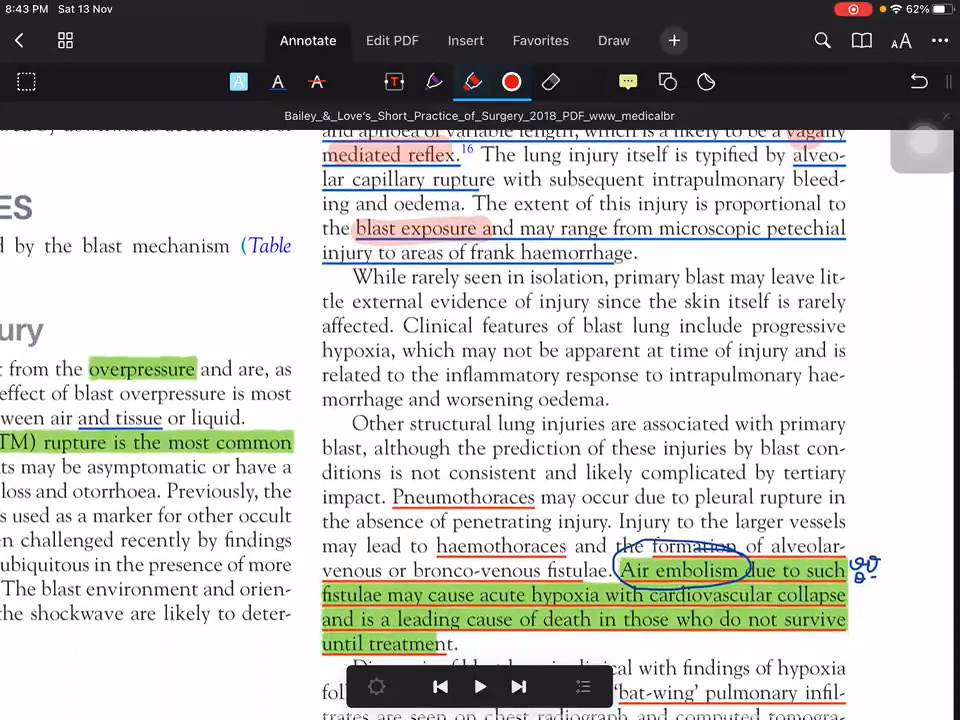 8:43 PM Sat 13 Nov
62%
Annotate Edit PDF Insert Favorites Draw
Bailey_&_Love's_Short_Practice_of_Surgery_2018_PDF_www_medicalbr
ES
d by the blast mechanism (Table
ury
t from the overpressure and are, as
effect of blast overpressure is most
tween air and tissue or liquid.
TM) rupture is the most common
ts may be asymptomatic or have a
loss and otorrhoea. Previously, the
s used as a marker for other occult
en challenged recently by findings
ubiquitous in the presence of more
The blast environment and orien-
the shockwave are likely to deter-
and apnoea of variable length, which is a likely to be a vagally
mediated reflex.16 The lung injury itself is typified by alveo-
lar capillary rupture with subsequent intrapulmonary bleed-
ing and oedema. The extent of this injury is proportional to
the blast exposure and may range from microscopic petechial
injury to areas of frank haemorrhage.
While rarely seen in isolation, primary blast may leave lit-
tle external evidence of injury since the skin itself is rarely
affected. Clinical features of blast lung include progressive
hypoxia, which may not be apparent at time of injury and is
related to the inflammatory response to intrapulmonary hae-
morrhage and worsening oedema.
Other structural lung injuries are associated with primary
blast, although the prediction of these injuries by blast con-
ditions is not consistent and likely complicated by tertiary
impact. Pneumothoraces may occur due to pleural rupture in
the absence of penetrating injury. Injury to the larger vessels
may lead to haemothoraces and the formation of alveolar-
venous or bronco-venous fistulae. Air embolism due to such
fistulae may cause acute hypoxia with cardiovascular collapse
and is a leading cause of death in those who do not survive
until treatment.
with findings of hypoxia
'bat-wing' pulmonary infil-
trates are seen on chest radiograph and computed tomogra-